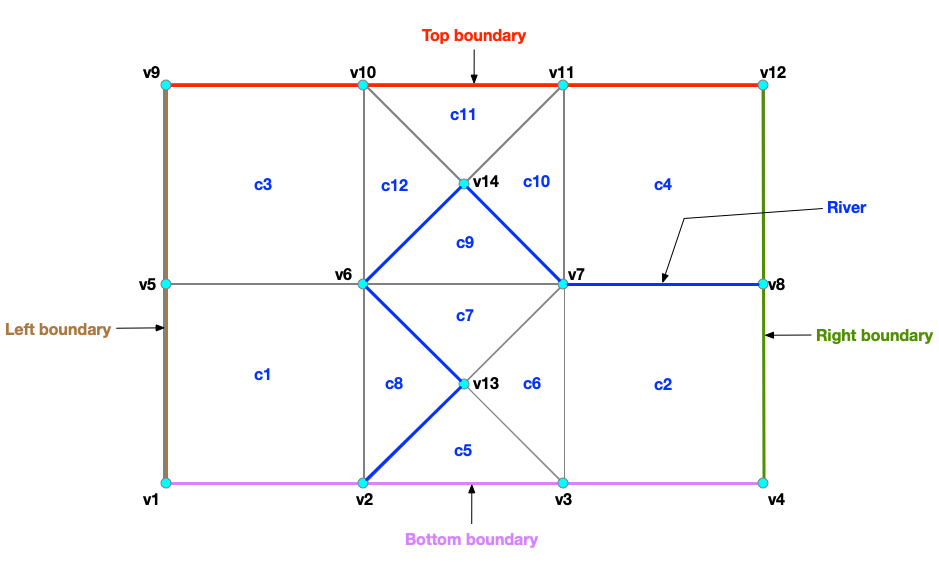 Top boundary
v9
v10
v11
v12
c11
c3
c12
v14
c10
c4
River
c9
v5
v6
v7
v8
c7
Left boundary
Right boundary
c1
c8
v13
c6
c2
c5
v1
v2
v3
v4
Bottom boundary